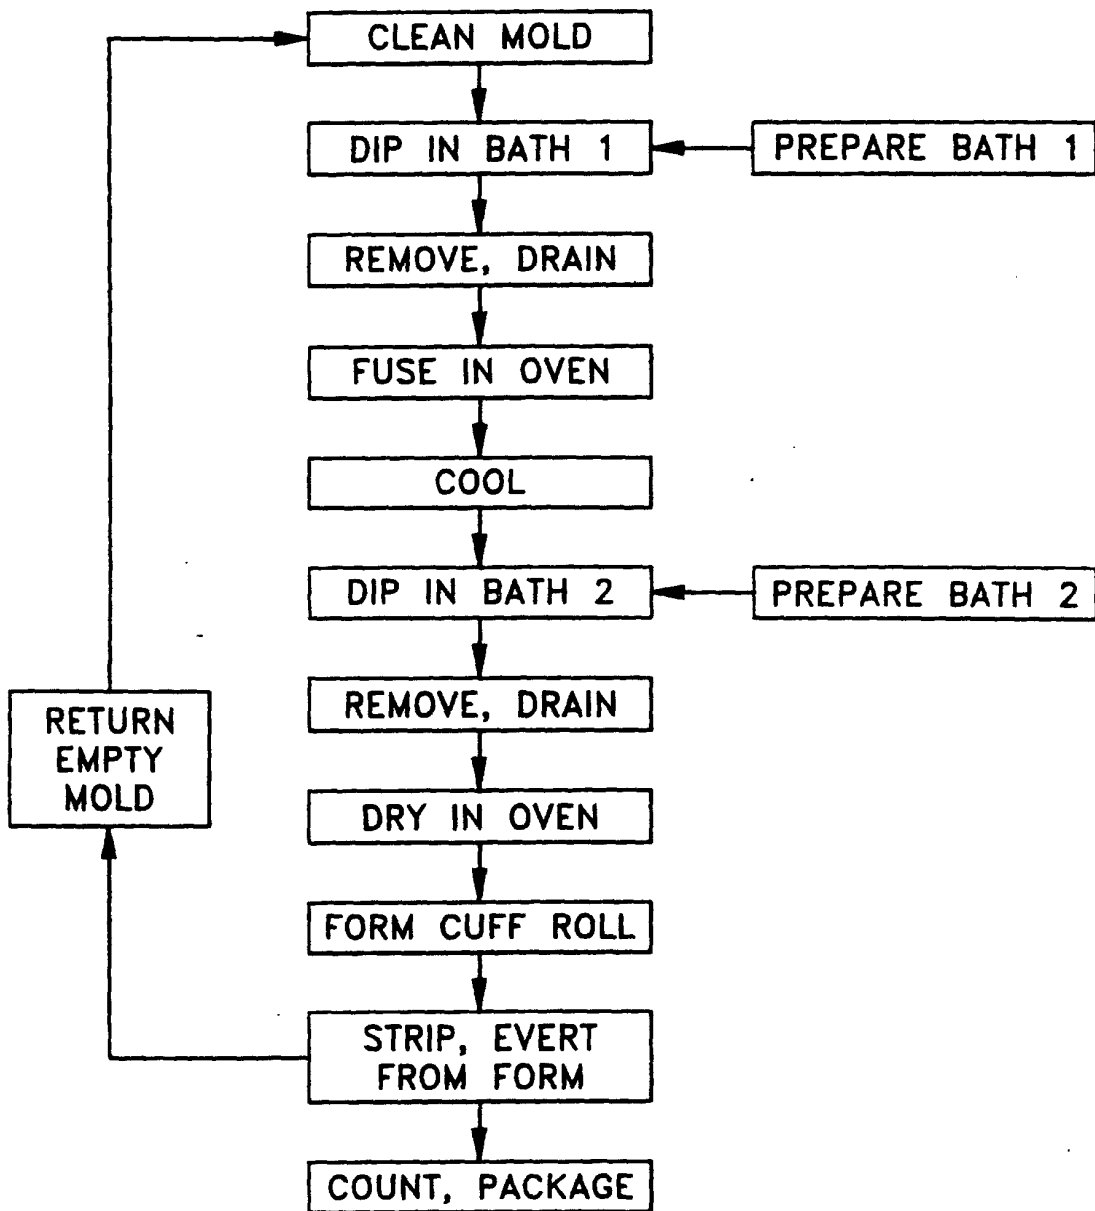 CLEAN MOLD
DIP IN BATH 1
PREPARE BATH 1
REMOVE, DRAIN
FUSE IN OVEN
COOL
DIP IN BATH 2
PREPARE BATH 2
REMOVE, DRAIN
RETURN
EMPTY
MOLD
DRY IN OVEN
FORM CUFF ROLL
STRIP, EVERT
FROM FORM
COUNT, PACKAGE